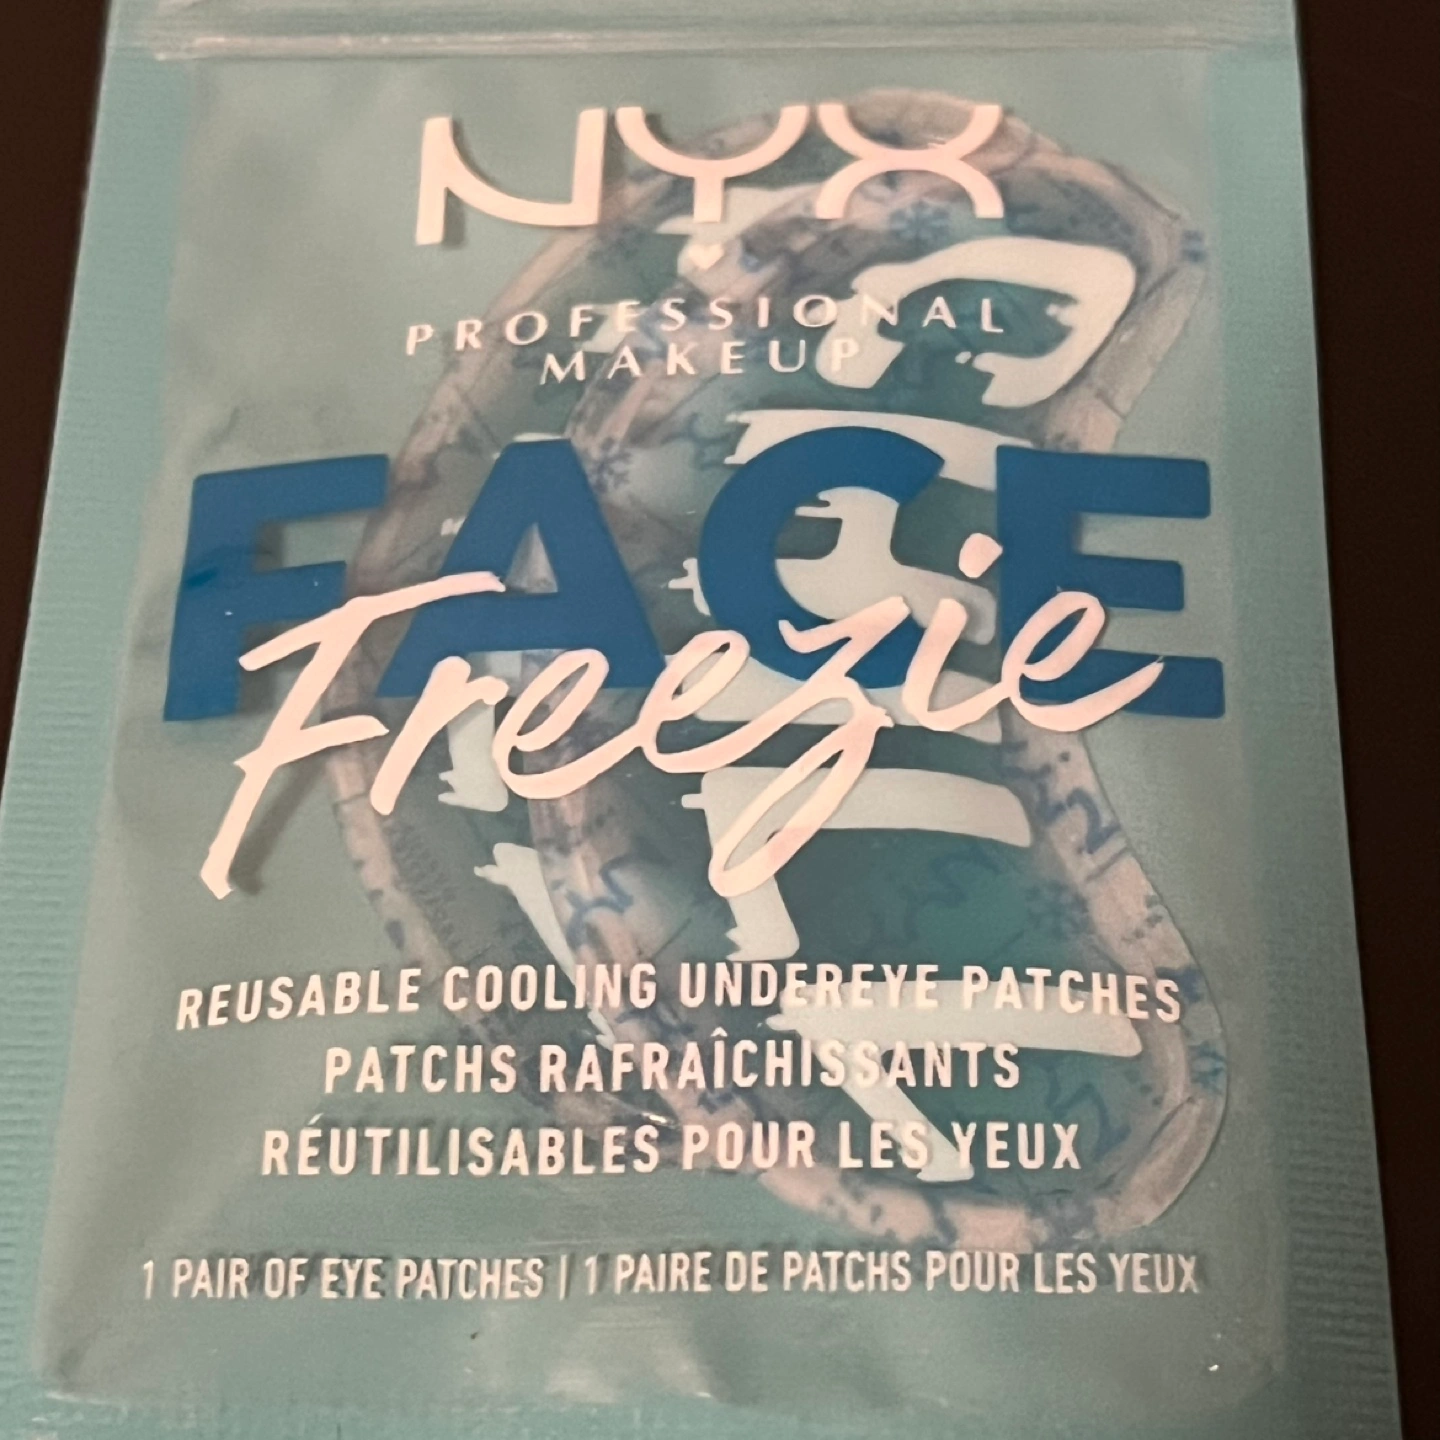 NYX
PROFESSIONAL
MAKEUP
FACE
Freezie
REUSABLE COOLING UNDEREYE PATCHES
PATCHS RAFRAÎCHISSANTS
RÉUTILISABLES POUR LES YEUX
1 PAIR OF EYE PATCHES | 1 PAIRE DE PATCHS POUR LES YEUX